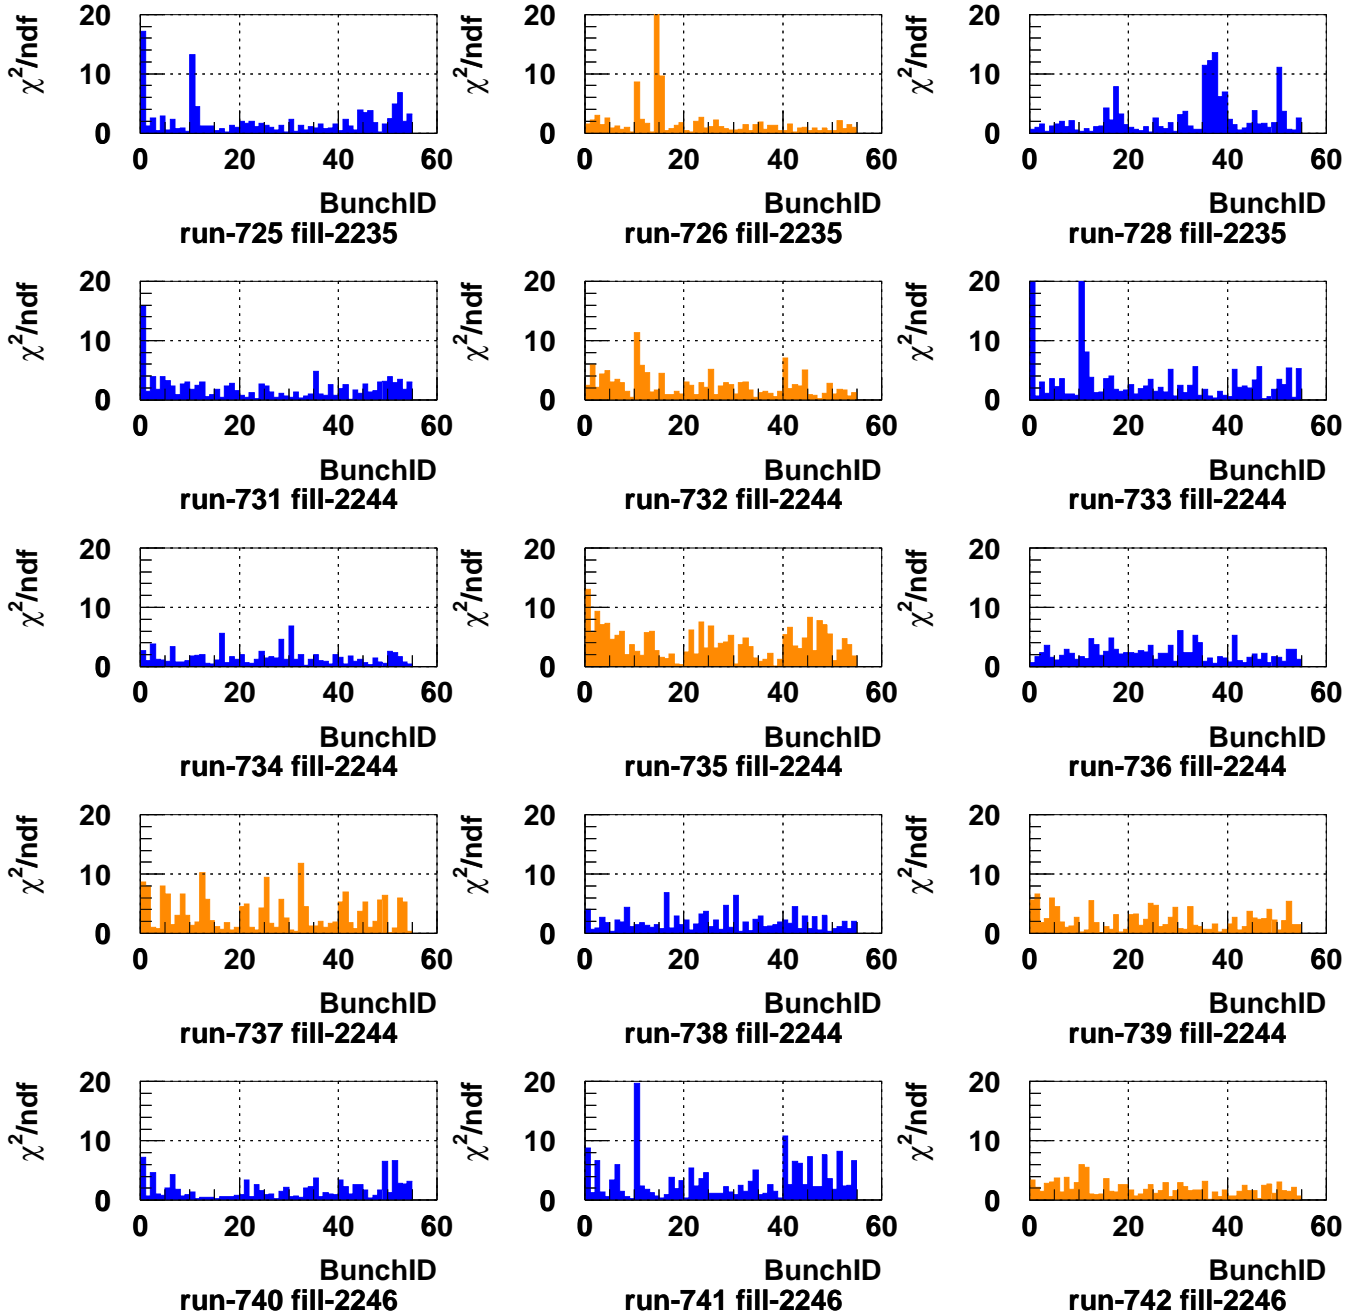 χ²/ndf 20 10 0 0 20 40 60 BunchID
χ²/ndf 20 10 0 0 20 40 60 BunchID
χ²/ndf 20 10 0 0 20 40 60 BunchID
run-725 fill-2235
run-726 fill-2235
run-728 fill-2235
χ²/ndf 20 10 0 0 20 40 60 BunchID
χ²/ndf 20 10 0 0 20 40 60 BunchID
χ²/ndf 20 10 0 0 20 40 60 BunchID
run-731 fill-2244
run-732 fill-2244
run-733 fill-2244
χ²/ndf 20 10 0 0 20 40 60 BunchID
χ²/ndf 20 10 0 0 20 40 60 BunchID
χ²/ndf 20 10 0 0 20 40 60 BunchID
run-734 fill-2244
run-735 fill-2244
run-736 fill-2244
χ²/ndf 20 10 0 0 20 40 60 BunchID
χ²/ndf 20 10 0 0 20 40 60 BunchID
χ²/ndf 20 10 0 0 20 40 60 BunchID
run-737 fill-2244
run-738 fill-2244
run-739 fill-2244
χ²/ndf 20 10 0 0 20 40 60 BunchID
χ²/ndf 20 10 0 0 20 40 60 BunchID
χ²/ndf 20 10 0 0 20 40 60 BunchID
run-740 fill-2246
run-741 fill-2246
run-742 fill-2246